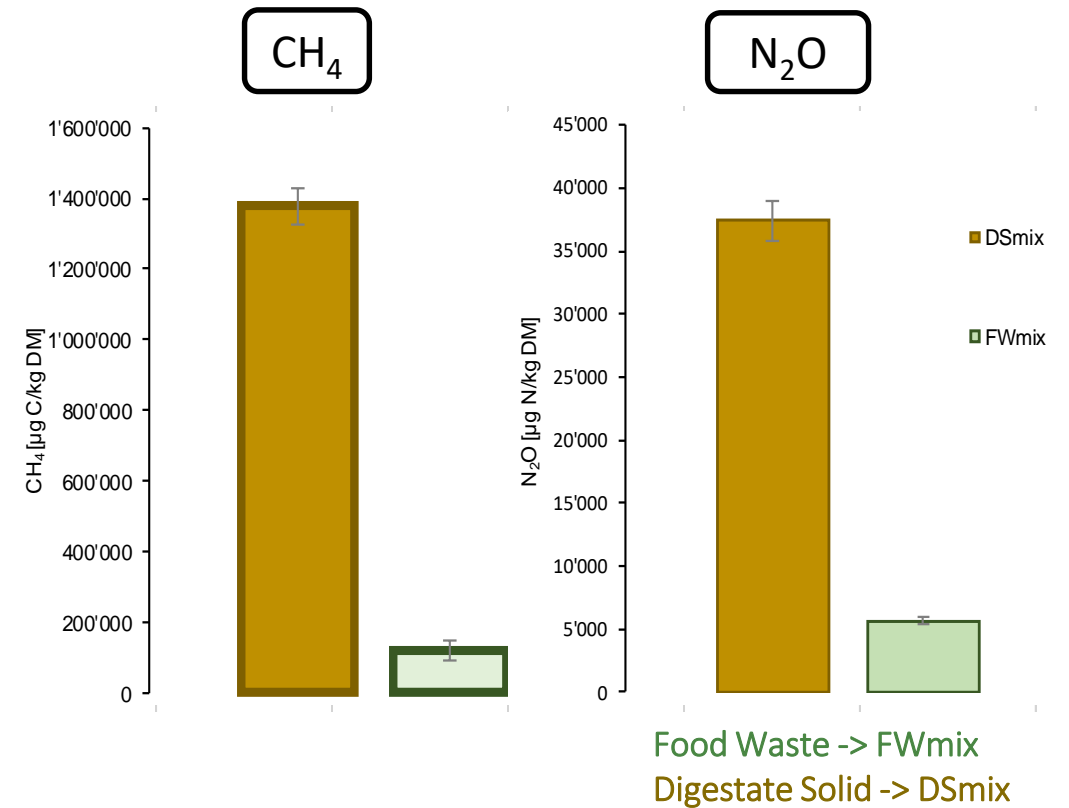 CH₄
N₂O
CH₄ [µg C/kg DM]
1'600'000
1'400'000
1'200'000
1'000'000
800'000
600'000
400'000
200'000
0
N₂O [µg N/kg DM]
45'000
40'000
35'000
30'000
25'000
20'000
15'000
10'000
5'000
0
DSmix
FWmix
Food Waste -> FWmix
Digestate Solid -> DSmix